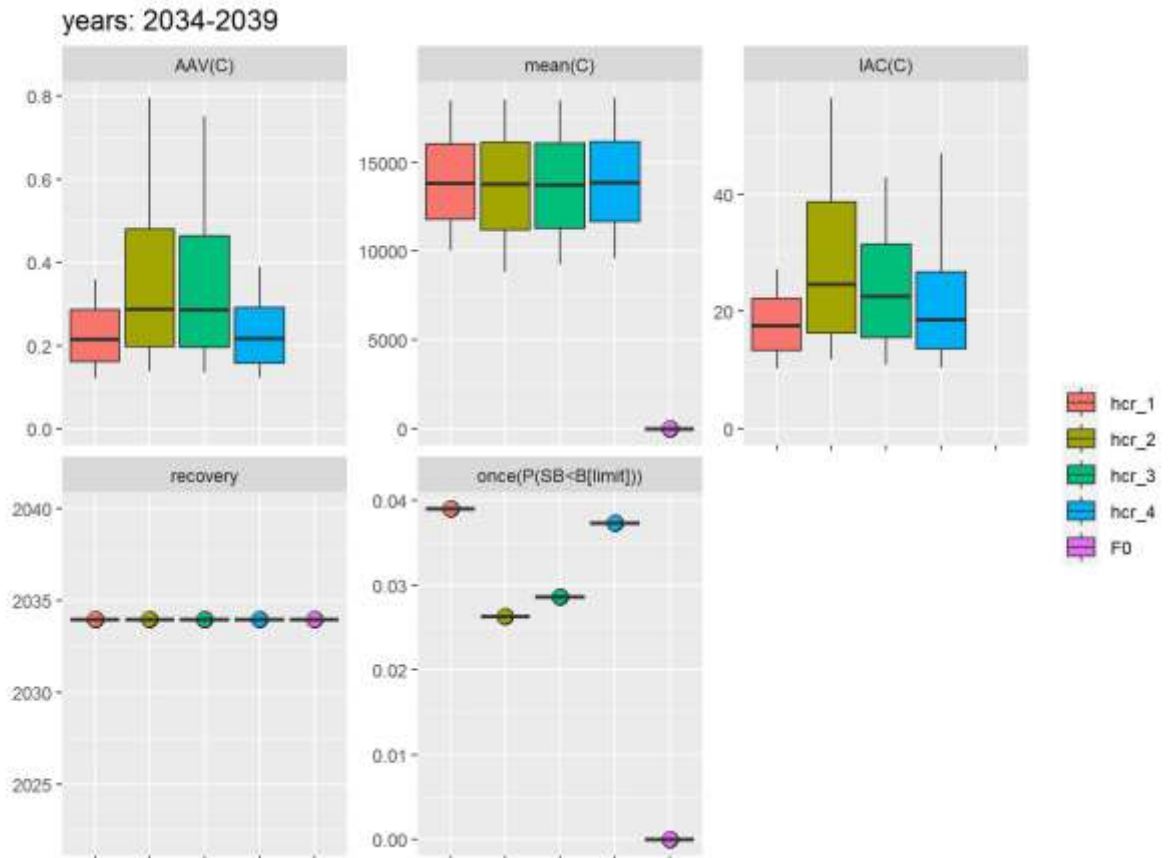 years: 2034-2039
AAV(C)
0.8
0.6
0.4
0.2
0.0
mean(C)
15000
10000
5000
0
IAC(C)
40
20
0
recovery
2040
2035
2030
2025
once(P(SB<B[limit]))
0.04
0.03
0.02
0.01
0.00
hcr_1
hcr_2
hcr_3
hcr_4
F0